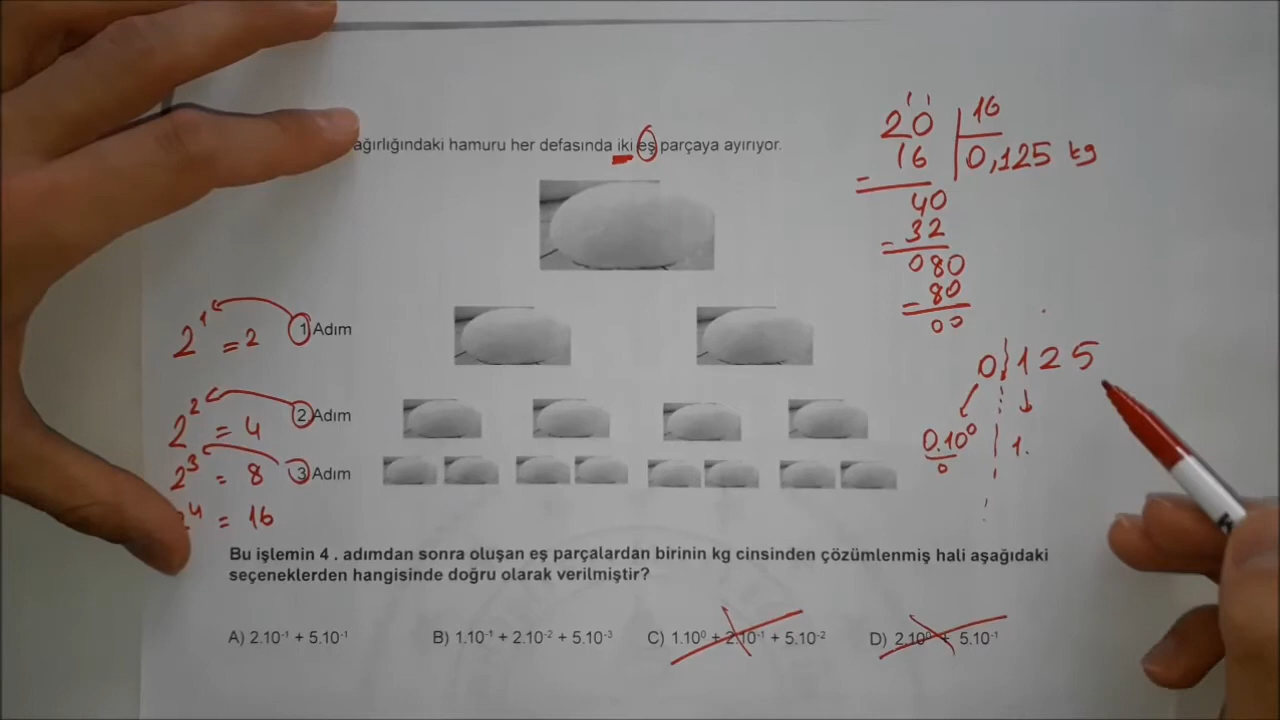 ağırlığındaki hamuru her defasında iki eş parçaya ayırıyor.
20 | 16
- 16 | 0,125 kg
40
- 32
080
- 80
00
2¹ = 2 1 Adım
2² = 4 2 Adım
2³ = 8 3 Adım
2⁴ = 16
0,125
0.10⁰ 1.
0
Bu işlemin 4 . adımdan sonra oluşan eş parçalardan birinin kg cinsinden çözümlenmiş hali aşağıdaki
seçeneklerden hangisinde doğru olarak verilmiştir?
A) 2.10⁻¹ + 5.10⁻¹ B) 1.10⁻¹ + 2.10⁻² + 5.10⁻³ C) 1.10⁰ + 2.10⁻¹ + 5.10⁻² D) 2.10⁰ + 5.10⁻¹